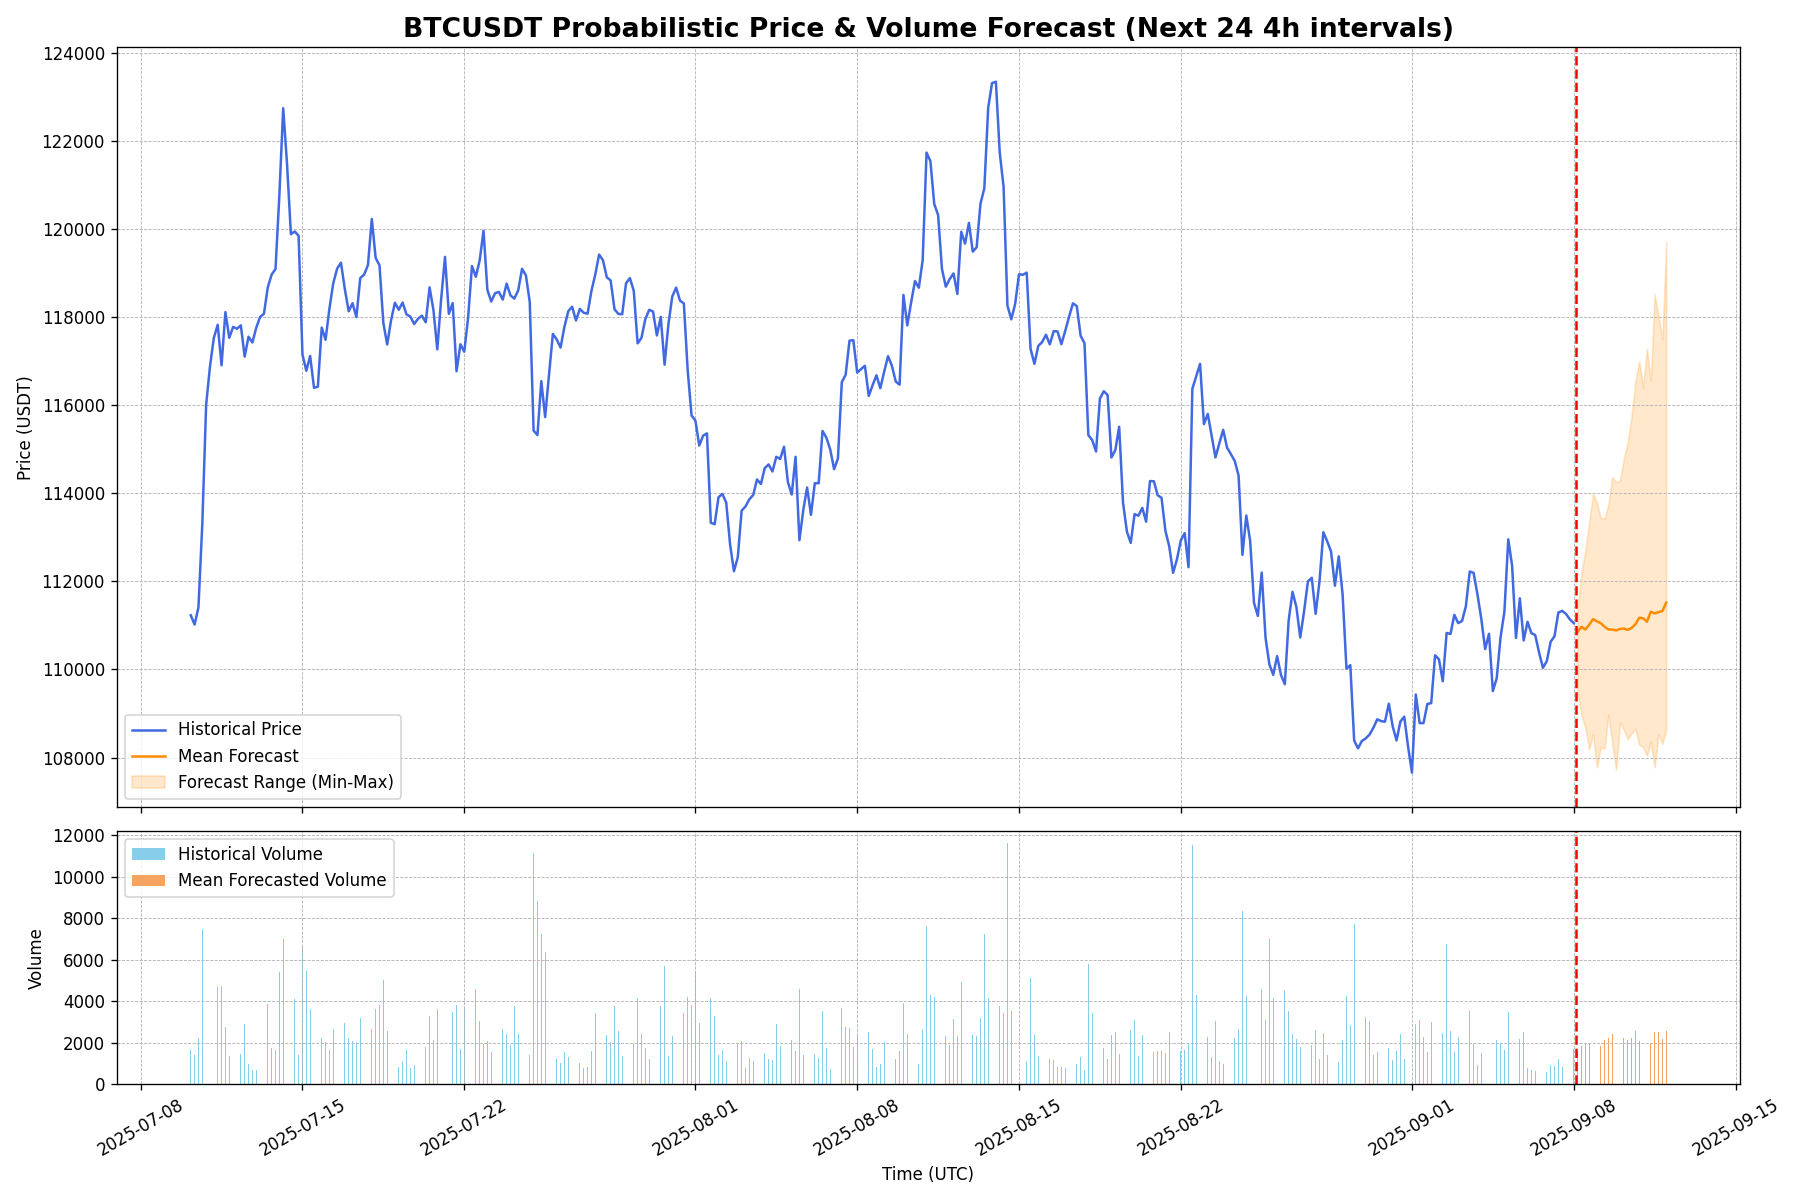 BTCUSDT Probabilistic Price & Volume Forecast (Next 24 4h intervals)
124000
122000
120000
118000
116000
114000
112000
110000
108000
Price (USDT)
Historical Price
Mean Forecast
Forecast Range (Min-Max)
12000
10000
8000
6000
4000
2000
0
Volume
Historical Volume
Mean Forecasted Volume
2025-07-08
2025-07-15
2025-07-22
2025-08-01
2025-08-08
2025-08-15
2025-08-22
2025-09-01
2025-09-08
2025-09-15
Time (UTC)